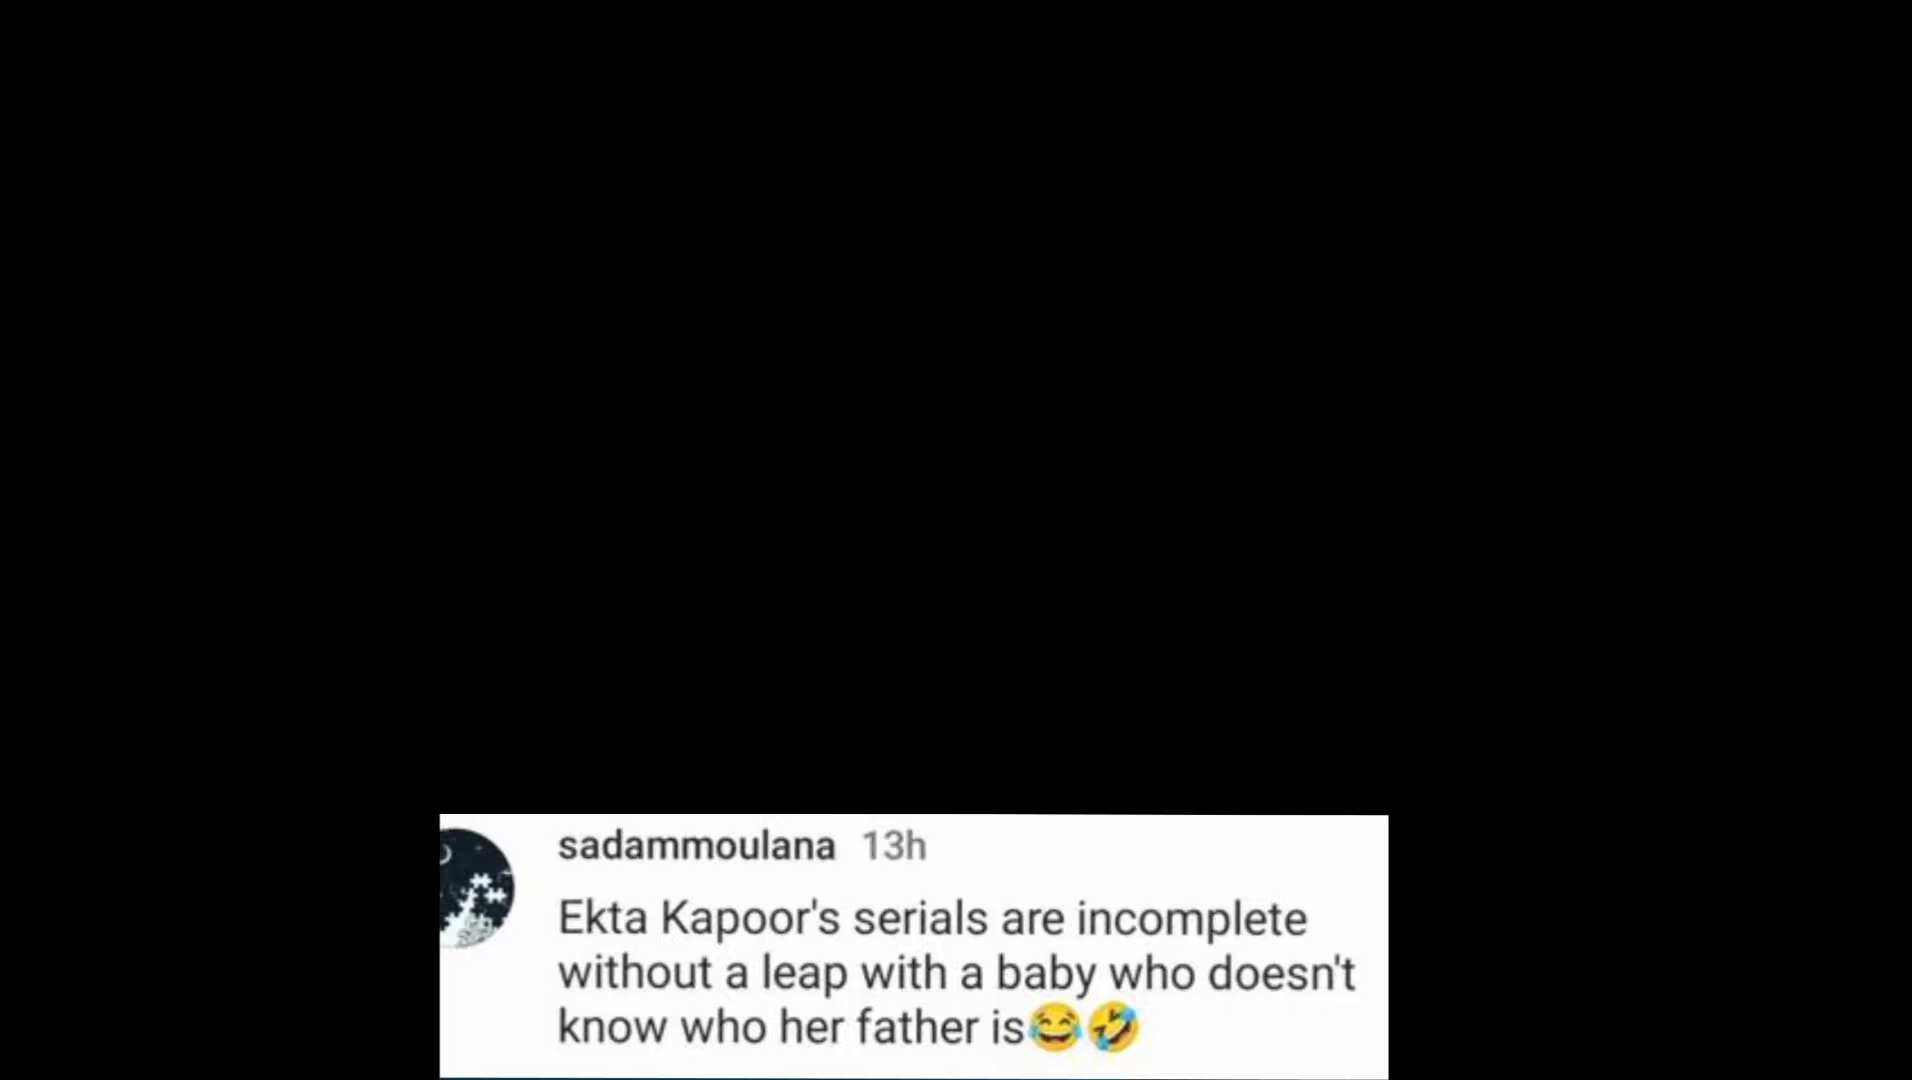 sadammoulana 13h
Ekta Kapoor's serials are incomplete
without a leap with a baby who doesn't
know who her father is😂🤣